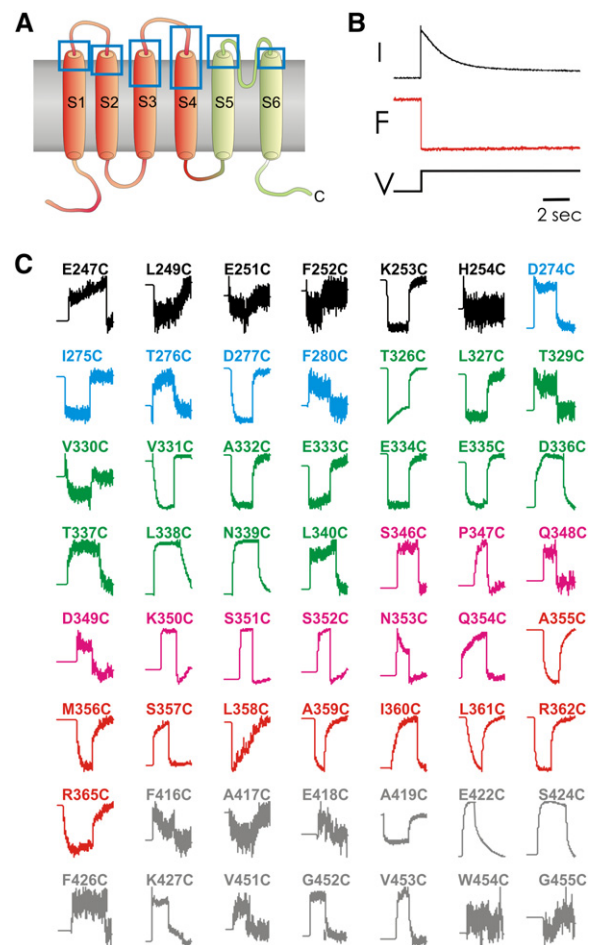 A
B
S1 S2 S3 S4 S5 S6
C
I
F
V
2 sec
C
E247C L249C E251C F252C K253C H254C D274C
I275C T276C D277C F280C T326C L327C T329C
V330C V331C A332C E333C E334C E335C D336C
T337C L338C N339C L340C S346C P347C Q348C
D349C K350C S351C S352C N353C Q354C A355C
M356C S357C L358C A359C I360C L361C R362C
R365C F416C A417C E418C A419C E422C S424C
F426C K427C V451C G452C V453C W454C G455C